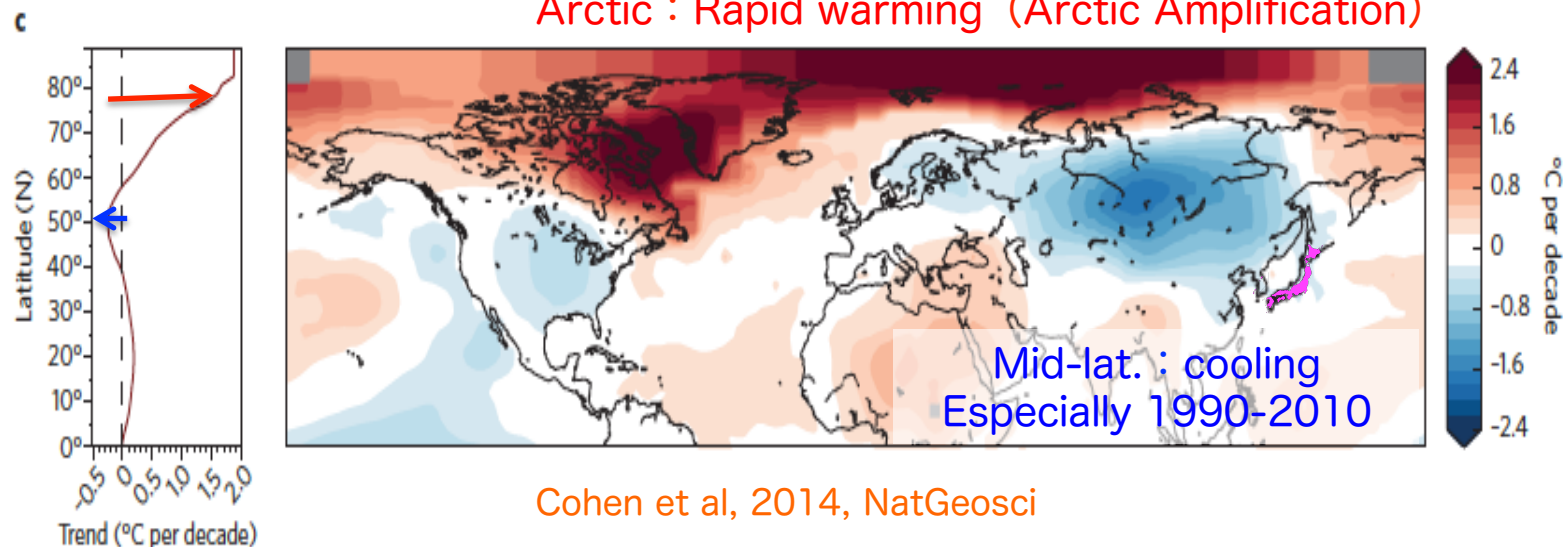 c
Arctic：Rapid warming（Arctic Amplification）
Latitude (N)
80°
70°
60°
50°
40°
30°
20°
10°
0°
-0.5 0 0.5 1.0 1.5 2.0
Trend (°C per decade)
Mid-lat.：cooling
Especially 1990-2010
2.4
1.6
0.8
0
-0.8
-1.6
-2.4
°C per decade
Cohen et al, 2014, NatGeosci